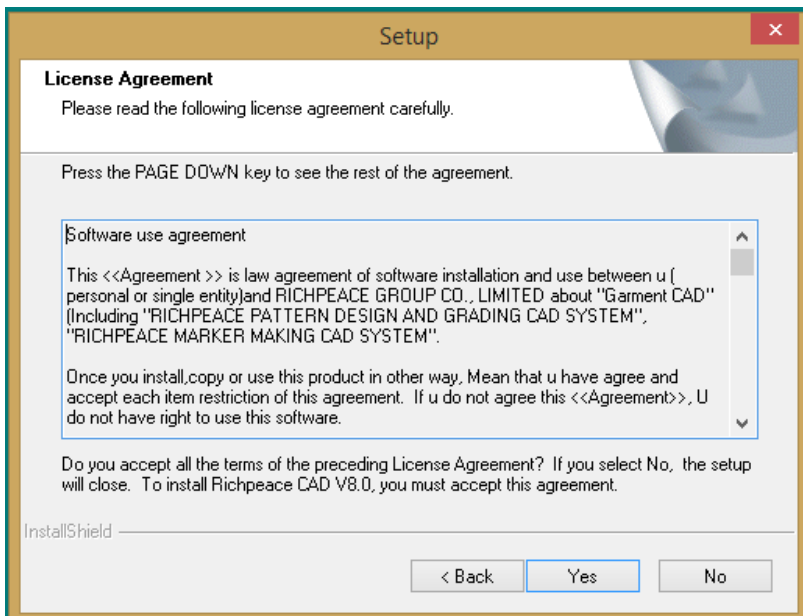 Setup
License Agreement
Please read the following license agreement carefully.
Press the PAGE DOWN key to see the rest of the agreement.
Software use agreement
This <<Agreement >> is law agreement of software installation and use between u (
personal or single entity)and RICHPEACE GROUP CO., LIMITED about "Garment CAD"
(Including "RICHPEACE PATTERN DESIGN AND GRADING CAD SYSTEM",
"RICHPEACE MARKER MAKING CAD SYSTEM".
Once you install,copy or use this product in other way, Mean that u have agree and
accept each item restriction of this agreement.  If u do not agree this <<Agreement>>, U
do not have right to use this software.
Do you accept all the terms of the preceding License Agreement?  If you select No,  the setup
will close.  To install Richpeace CAD V8.0, you must accept this agreement.
InstallShield
< Back
Yes
No